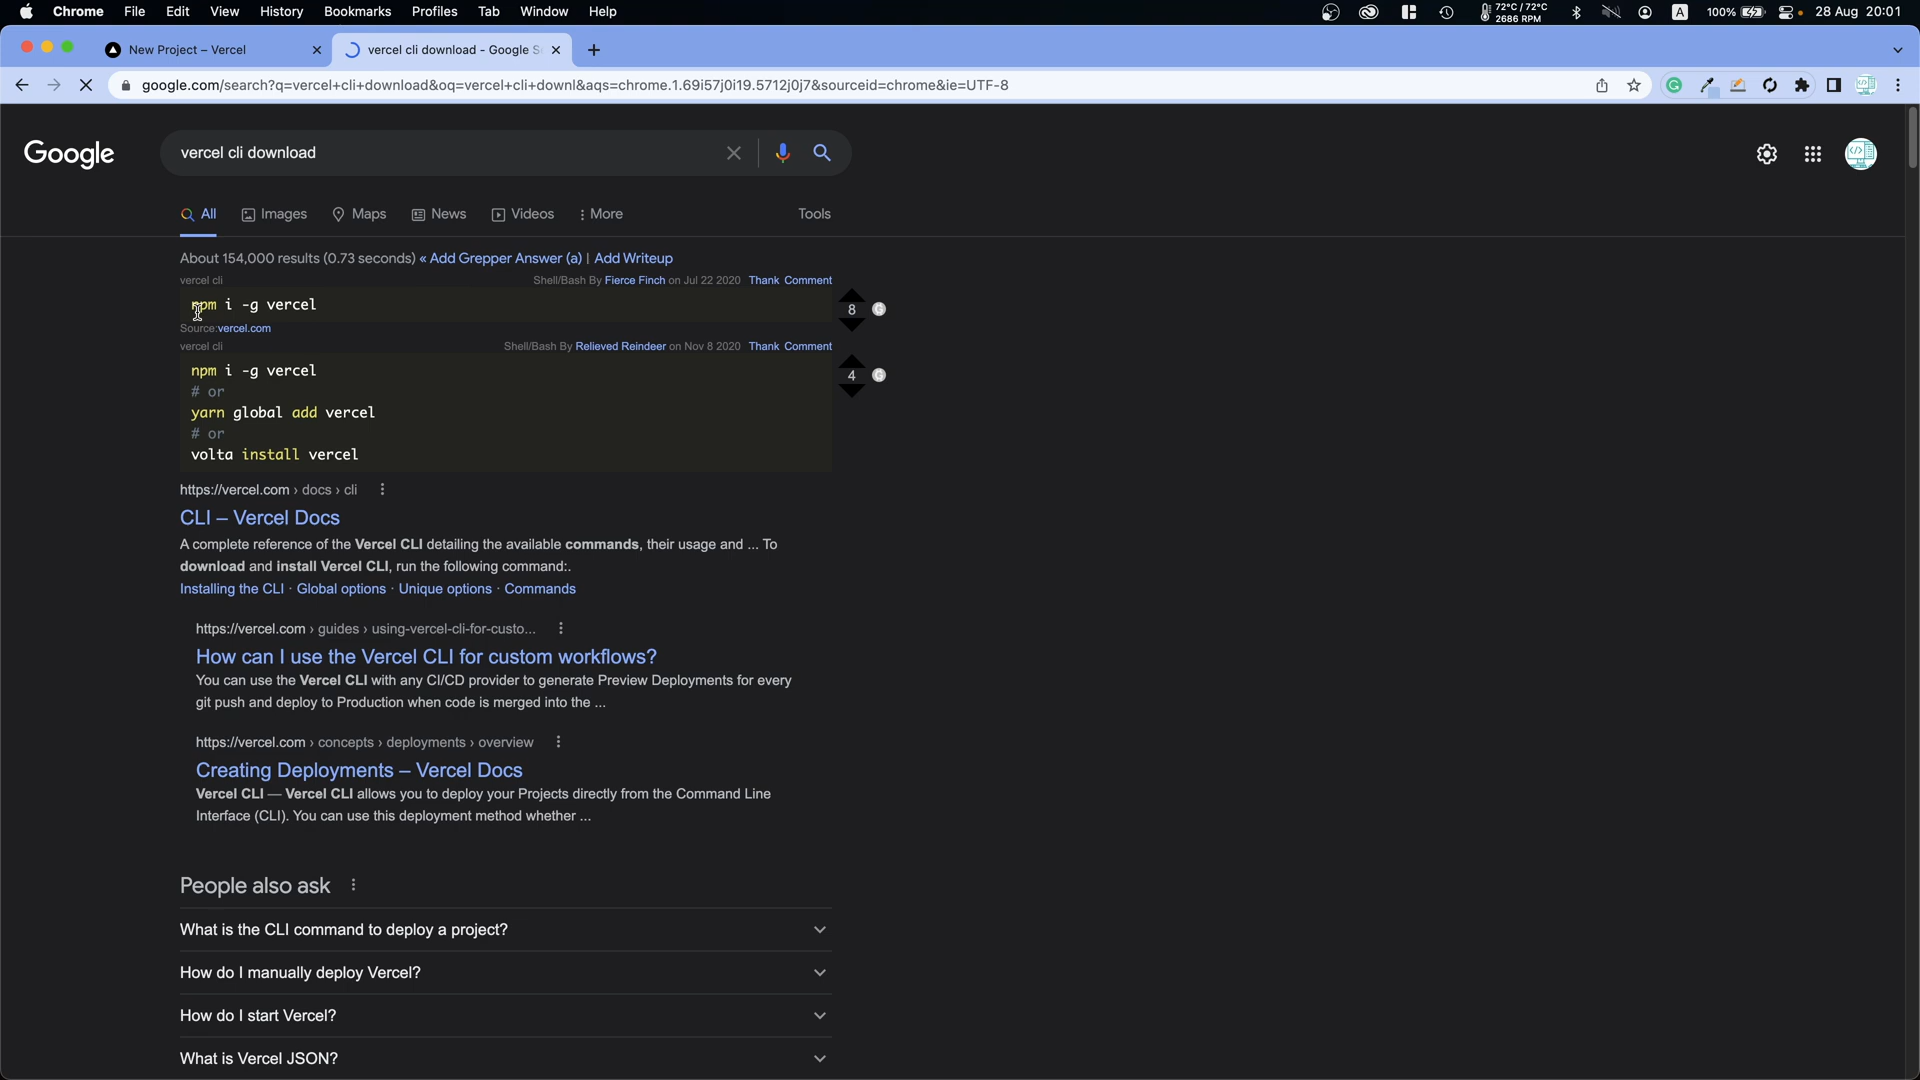 Chrome File Edit View History Bookmarks Profiles Tab Window Help
72°C / 72°C
2686 RPM
A
100%
28 Aug 20:01
New Project – Vercel
vercel cli download - Google S
google.com/search?q=vercel+cli+download&oq=vercel+cli+downl&aqs=chrome.1.69i57j0i19.5712j0j7&sourceid=chrome&ie=UTF-8
Google
vercel cli download
All Images Maps News Videos More Tools
About 154,000 results (0.73 seconds) « Add Grepper Answer (a) | Add Writeup
vercel cli
Shell/Bash By Fierce Finch on Jul 22 2020 Thank Comment
npm i -g vercel
8
Source:vercel.com
vercel cli
Shell/Bash By Relieved Reindeer on Nov 8 2020 Thank Comment
npm i -g vercel
4
# or
yarn global add vercel
# or
volta install vercel
https://vercel.com › docs › cli
CLI – Vercel Docs
A complete reference of the Vercel CLI detailing the available commands, their usage and ... To
download and install Vercel CLI, run the following command:.
Installing the CLI · Global options · Unique options · Commands
https://vercel.com › guides › using-vercel-cli-for-custo...
How can I use the Vercel CLI for custom workflows?
You can use the Vercel CLI with any CI/CD provider to generate Preview Deployments for every
git push and deploy to Production when code is merged into the ...
https://vercel.com › concepts › deployments › overview
Creating Deployments – Vercel Docs
Vercel CLI — Vercel CLI allows you to deploy your Projects directly from the Command Line
Interface (CLI). You can use this deployment method whether ...
People also ask
What is the CLI command to deploy a project?
How do I manually deploy Vercel?
How do I start Vercel?
What is Vercel JSON?